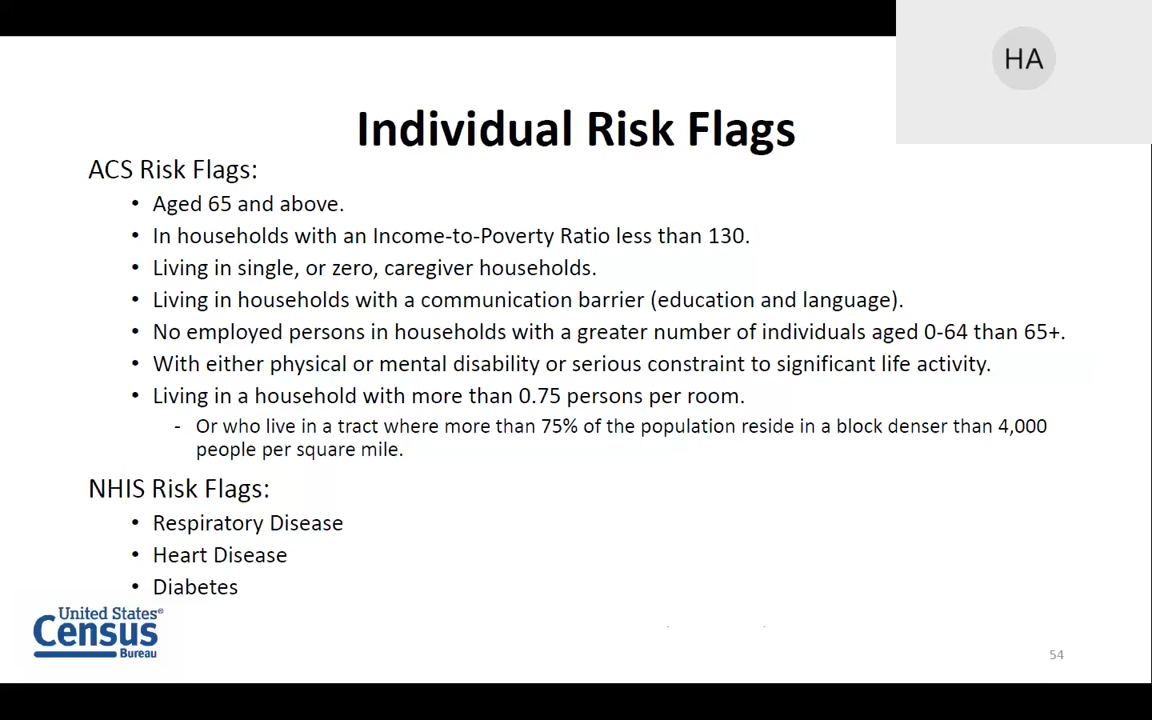 HA
Individual Risk Flags
ACS Risk Flags:
• Aged 65 and above.
• In households with an Income-to-Poverty Ratio less than 130.
• Living in single, or zero, caregiver households.
• Living in households with a communication barrier (education and language).
• No employed persons in households with a greater number of individuals aged 0-64 than 65+.
• With either physical or mental disability or serious constraint to significant life activity.
• Living in a household with more than 0.75 persons per room.
- Or who live in a tract where more than 75% of the population reside in a block denser than 4,000
people per square mile.
NHIS Risk Flags:
• Respiratory Disease
• Heart Disease
• Diabetes
United States®
Census
Bureau
54